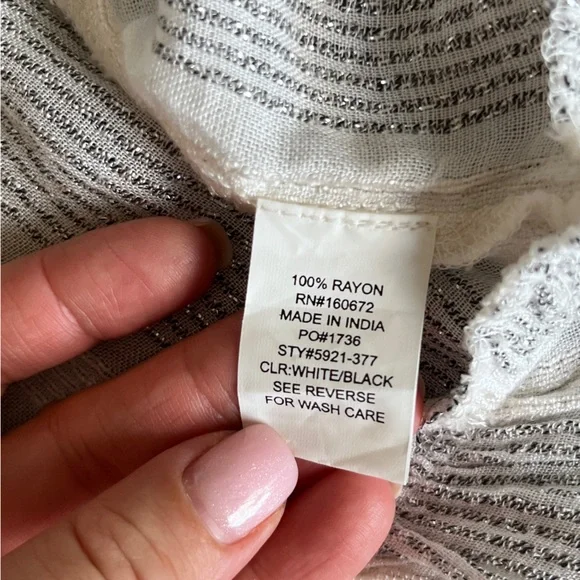 100% RAYON
RN#160672
MADE IN INDIA
PO#1736
STY#5921-377
CLR:WHITE/BLACK
SEE REVERSE
FOR WASH CARE